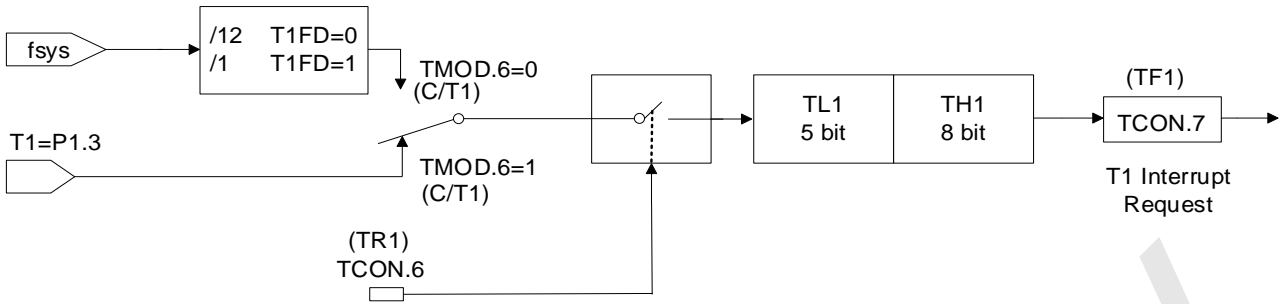 fsys
/12 T1FD=0
/1 T1FD=1
TMOD.6=0
(C/T1)
T1=P1.3
TMOD.6=1
(C/T1)
(TR1)
TCON.6
TL1
5 bit
TH1
8 bit
(TF1)
TCON.7
T1 Interrupt
Request